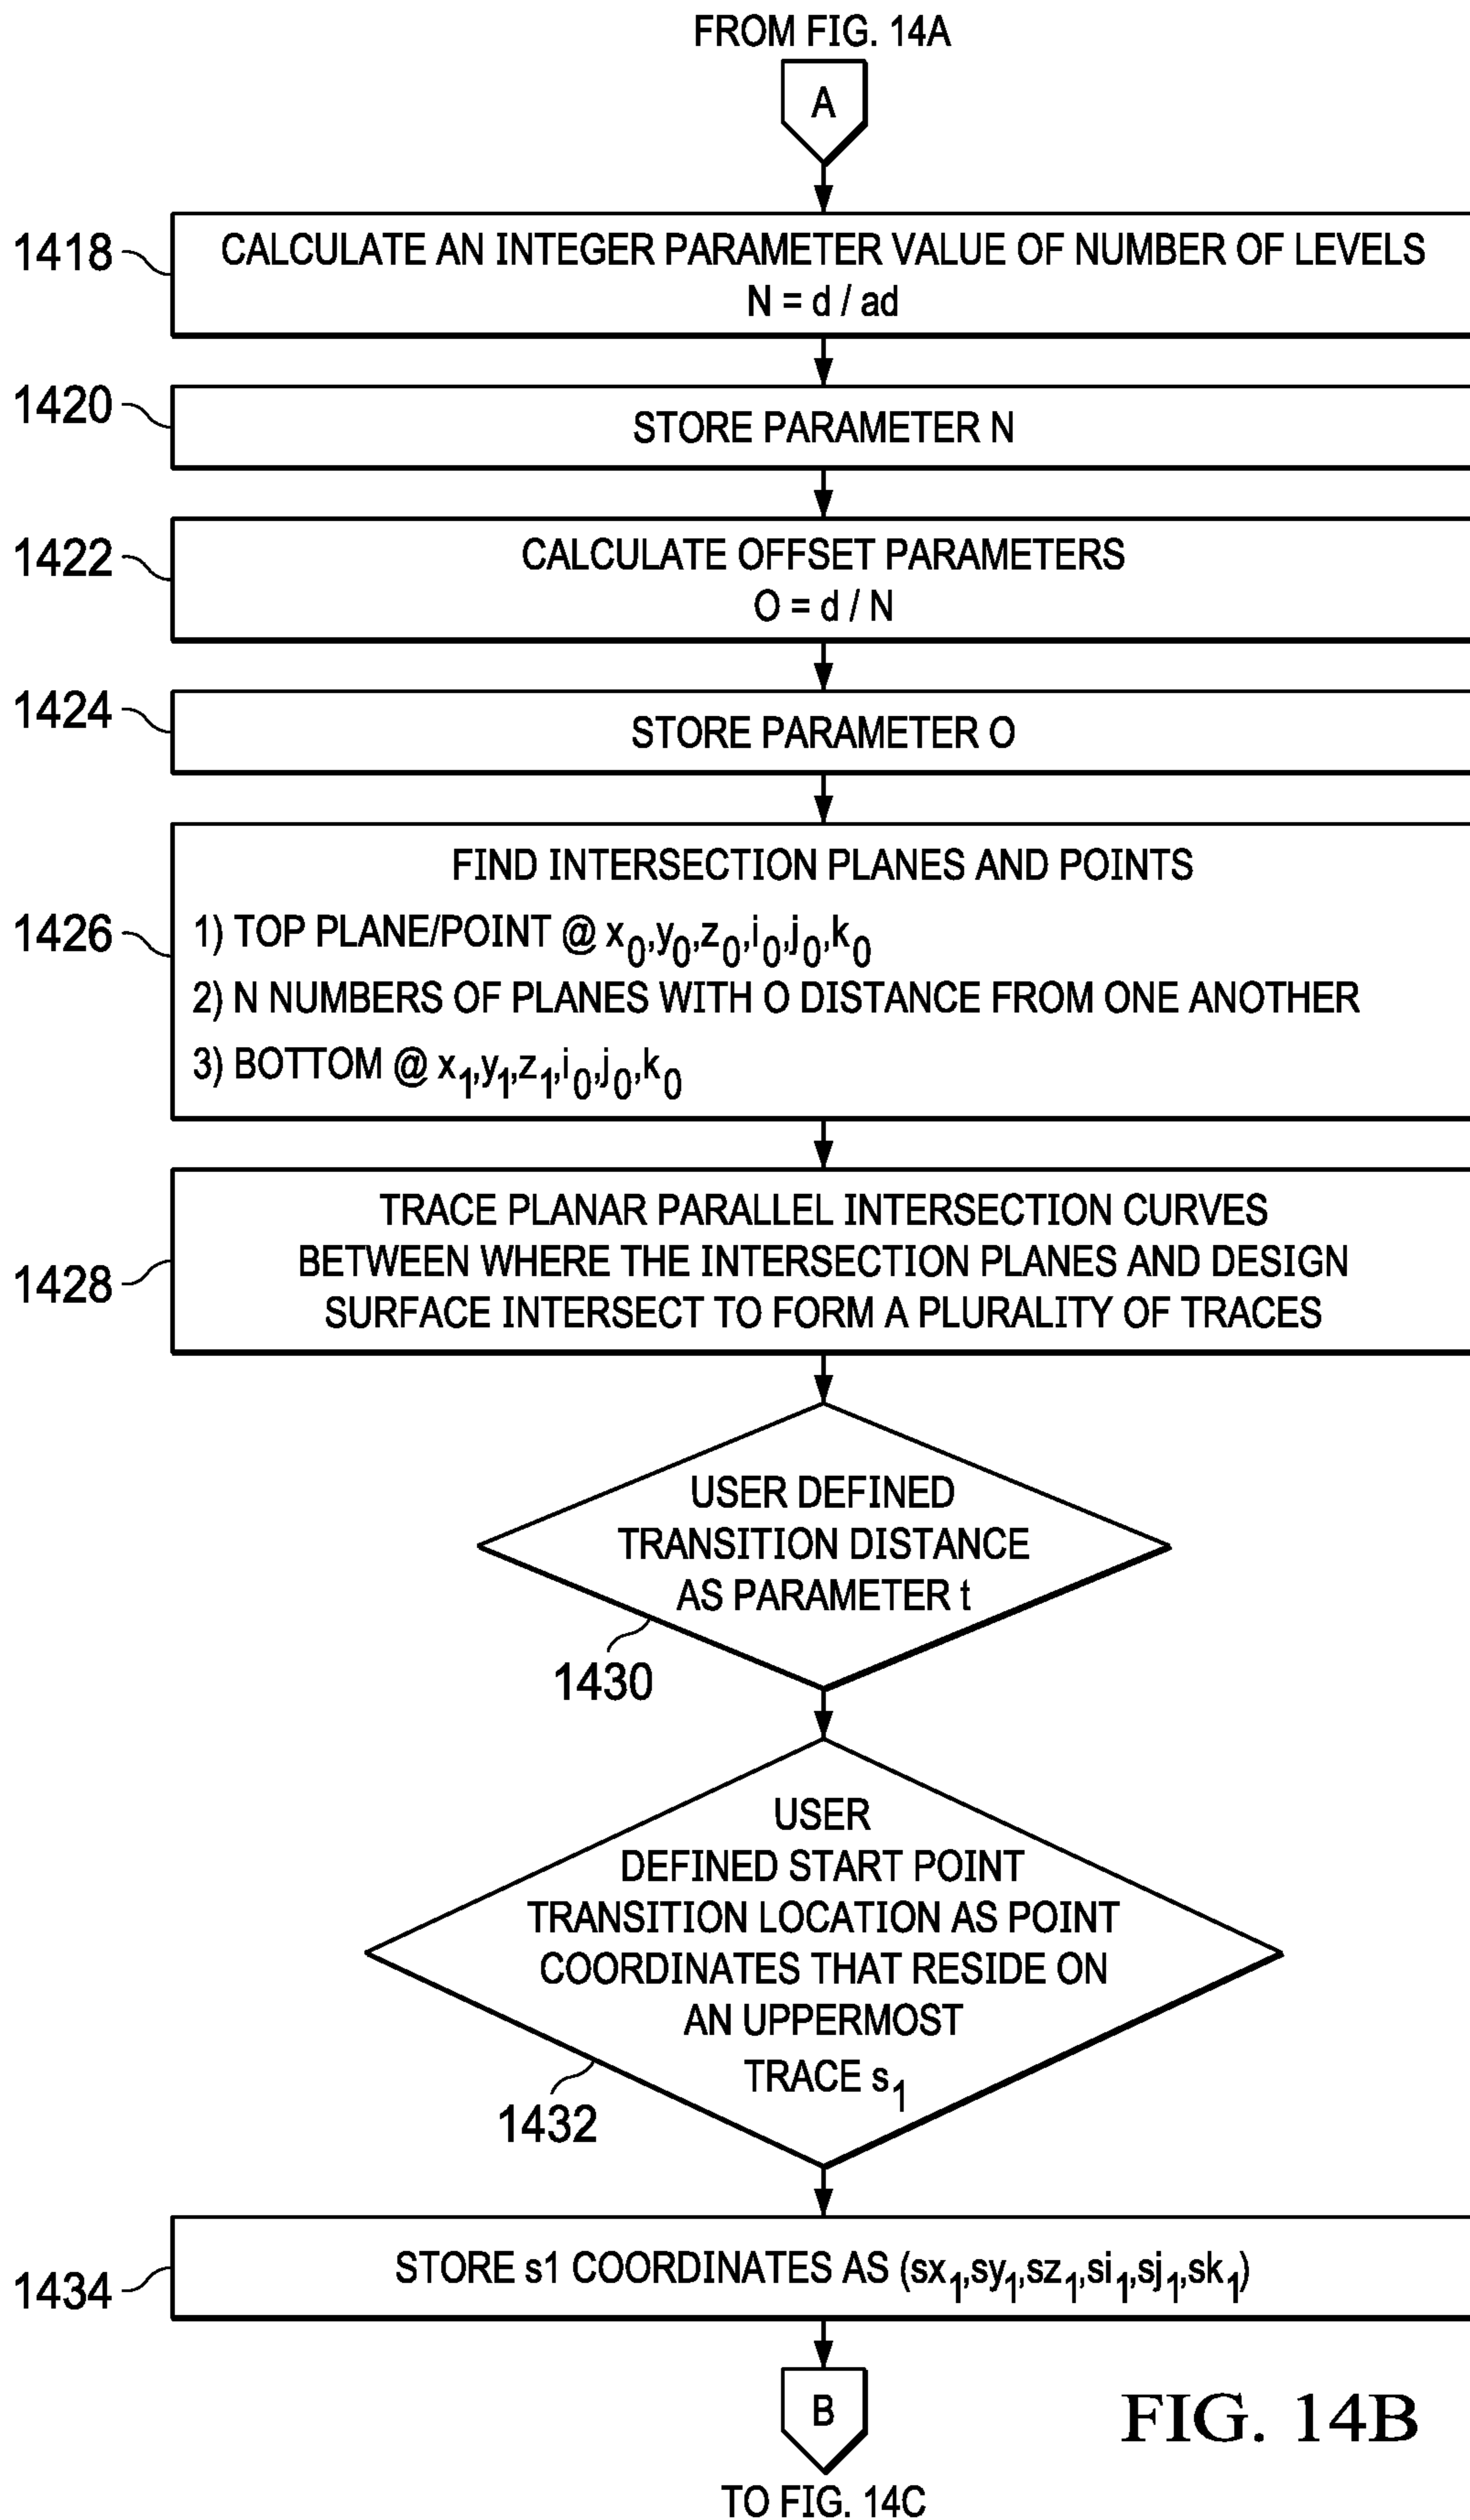 FROM FIG. 14A
A
1418
CALCULATE AN INTEGER PARAMETER VALUE OF NUMBER OF LEVELS
N = d / ad
1420
STORE PARAMETER N
1422
CALCULATE OFFSET PARAMETERS
O = d / N
1424
STORE PARAMETER O
1426
FIND INTERSECTION PLANES AND POINTS
1) TOP PLANE/POINT @ x₀,y₀,z₀,i₀,j₀,k₀
2) N NUMBERS OF PLANES WITH O DISTANCE FROM ONE ANOTHER
3) BOTTOM @ x₁,y₁,z₁,i₀,j₀,k₀
1428
TRACE PLANAR PARALLEL INTERSECTION CURVES
BETWEEN WHERE THE INTERSECTION PLANES AND DESIGN
SURFACE INTERSECT TO FORM A PLURALITY OF TRACES
USER DEFINED
TRANSITION DISTANCE
AS PARAMETER t
1430
USER
DEFINED START POINT
TRANSITION LOCATION AS POINT
COORDINATES THAT RESIDE ON
AN UPPERMOST
TRACE s₁
1432
1434
STORE s1 COORDINATES AS (sx₁,sy₁,sz₁,si₁,sj₁,sk₁)
B
TO FIG. 14C
FIG. 14B